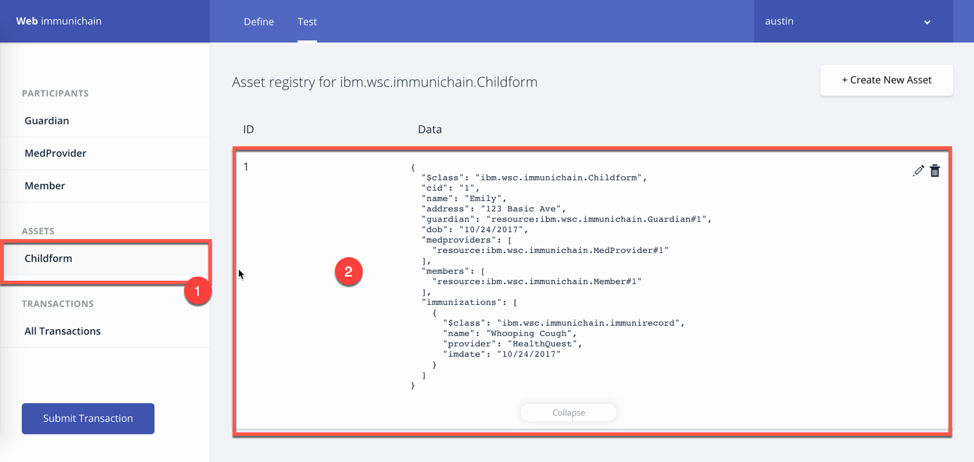 Web immunichain
Define
Test
austin
PARTICIPANTS
Guardian
MedProvider
Member
ASSETS
Childform
1
TRANSACTIONS
All Transactions
Submit Transaction
Asset registry for ibm.wsc.immunichain.Childform
+ Create New Asset
ID
Data
1
{
"$class": "ibm.wsc.immunichain.Childform",
"cid": "1",
"name": "Emily",
"address": "123 Basic Ave",
"guardian": "resource:ibm.wsc.immunichain.Guardian#1",
"dob": "10/24/2017",
"medproviders": [
"resource:ibm.wsc.immunichain.MedProvider#1"
],
"members": [
"resource:ibm.wsc.immunichain.Member#1"
],
"immunizations": [
{
"$class": "ibm.wsc.immunichain.immunirecord",
"name": "Whooping Cough",
"provider": "HealthQuest",
"imdate": "10/24/2017"
}
]
}
2
Collapse